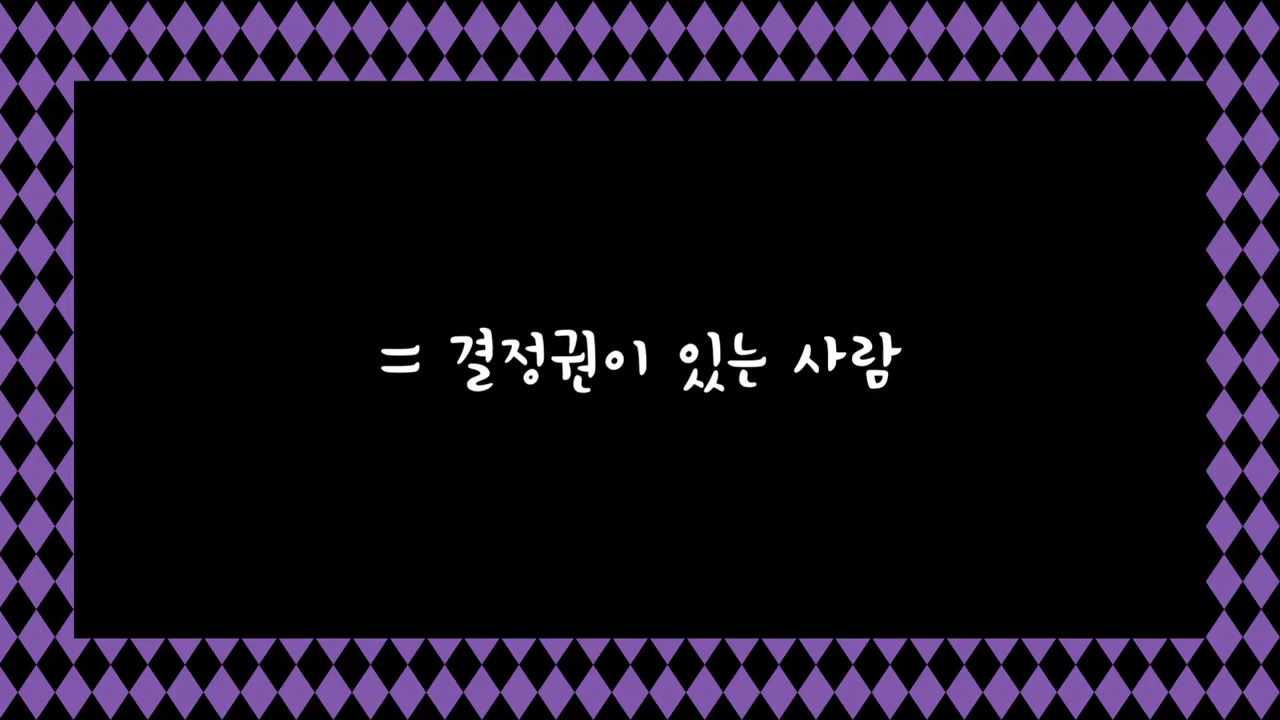 = 결정권이 있는 사람